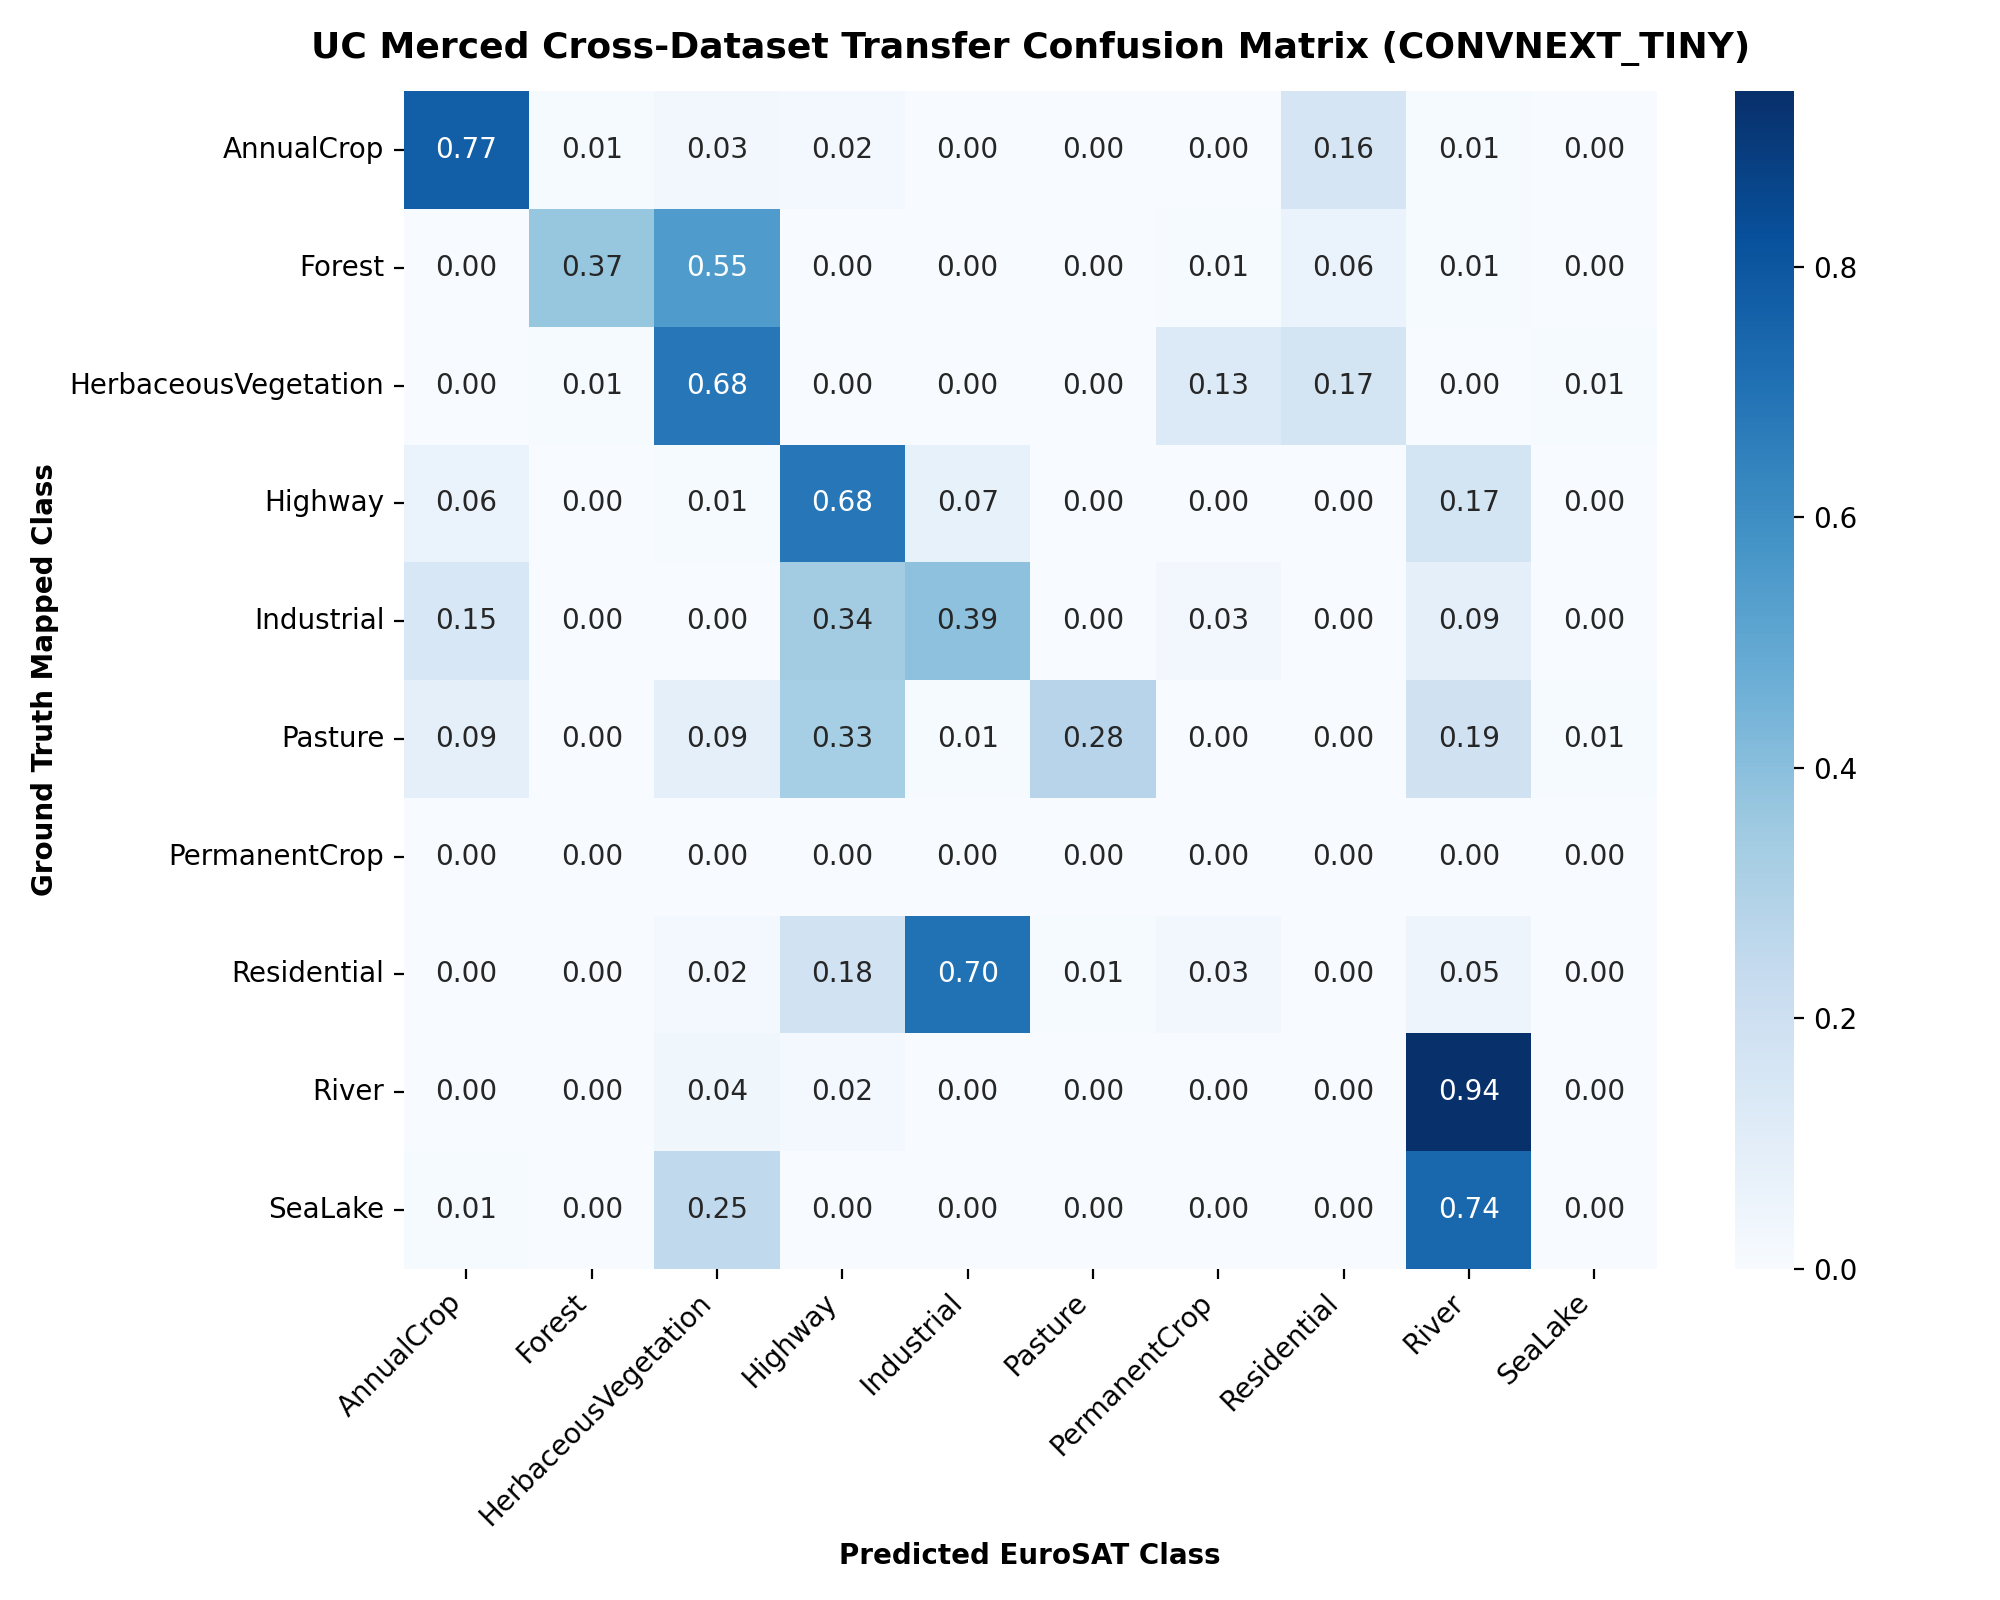 UC Merced Cross-Dataset Transfer Confusion Matrix (CONVNEXT_TINY)
Ground Truth Mapped Class
AnnualCrop 0.77 0.01 0.03 0.02 0.00 0.00 0.00 0.16 0.01 0.00
Forest 0.00 0.37 0.55 0.00 0.00 0.00 0.01 0.06 0.01 0.00
HerbaceousVegetation 0.00 0.01 0.68 0.00 0.00 0.00 0.13 0.17 0.00 0.01
Highway 0.06 0.00 0.01 0.68 0.07 0.00 0.00 0.00 0.17 0.00
Industrial 0.15 0.00 0.00 0.34 0.39 0.00 0.03 0.00 0.09 0.00
Pasture 0.09 0.00 0.09 0.33 0.01 0.28 0.00 0.00 0.19 0.01
PermanentCrop 0.00 0.00 0.00 0.00 0.00 0.00 0.00 0.00 0.00 0.00
Residential 0.00 0.00 0.02 0.18 0.70 0.01 0.03 0.00 0.05 0.00
River 0.00 0.00 0.04 0.02 0.00 0.00 0.00 0.00 0.94 0.00
SeaLake 0.01 0.00 0.25 0.00 0.00 0.00 0.00 0.00 0.74 0.00
AnnualCrop
Forest
HerbaceousVegetation
Highway
Industrial
Pasture
PermanentCrop
Residential
River
SeaLake
Predicted EuroSAT Class
0.8
0.6
0.4
0.2
0.0